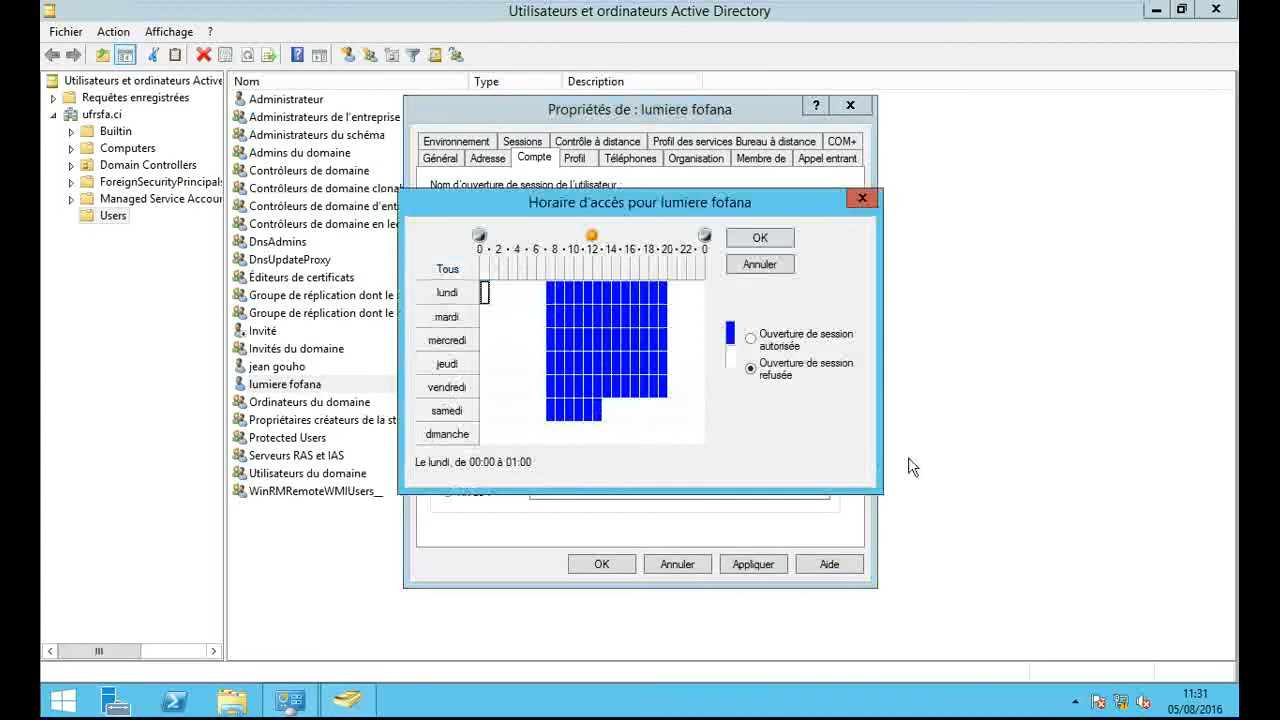 Utilisateurs et ordinateurs Active Directory
Fichier Action Affichage ?
Utilisateurs et ordinateurs Active
Requêtes enregistrées
ufrsfa.ci
Builtin
Computers
Domain Controllers
ForeignSecurityPrincipals
Managed Service Accou
Users
Nom Type Description
Administrateur
Administrateurs de l'entreprise
Administrateurs du schéma
Admins du domaine
Contrôleurs de domaine
Contrôleurs de domaine clona
Contrôleurs de domaine d'ent
Contrôleurs de domaine en lec
DnsAdmins
DnsUpdateProxy
Éditeurs de certificats
Groupe de réplication dont le
Groupe de réplication dont le
Invité
Invités du domaine
jean gouho
lumiere fofana
Ordinateurs du domaine
Propriétaires créateurs de la st
Protected Users
Serveurs RAS et IAS
Utilisateurs du domaine
WinRMRemoteWMIUsers__
Propriétés de : lumiere fofana
?
Environnement Sessions Contrôle à distance Profil des services Bureau à distance COM+
Général Adresse Compte Profil Téléphones Organisation Membre de Appel entrant
Nom d'ouverture de session de l'utilisateur :
Horaire d'accès pour lumiere fofana
0 · 2 · 4 · 6 · 8 · 10 · 12 · 14 · 16 · 18 · 20 · 22 · 0
Tous
lundi
mardi
mercredi
jeudi
vendredi
samedi
dimanche
Le lundi, de 00:00 à 01:00
OK
Annuler
Ouverture de session
autorisée
Ouverture de session
refusée
OK Annuler Appliquer Aide
11:31
05/08/2016